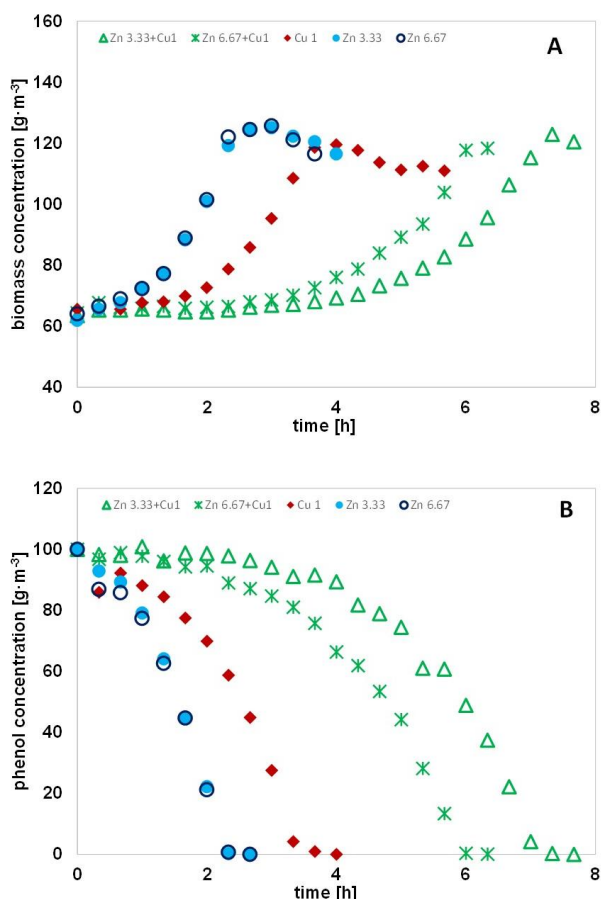 160
A
Zn 3.33+Cu1 Zn 6.67+Cu1 Cu 1 Zn 3.33 Zn 6.67
140
120
100
80
60
40
biomass concentration [g·m⁻³]
0 2 4 6 8
time [h]
120
B
Zn 3.33+Cu1 Zn 6.67+Cu1 Cu 1 Zn 3.33 Zn 6.67
100
80
60
40
20
0
phenol concentration [g·m⁻³]
0 2 4 6 8
time [h]